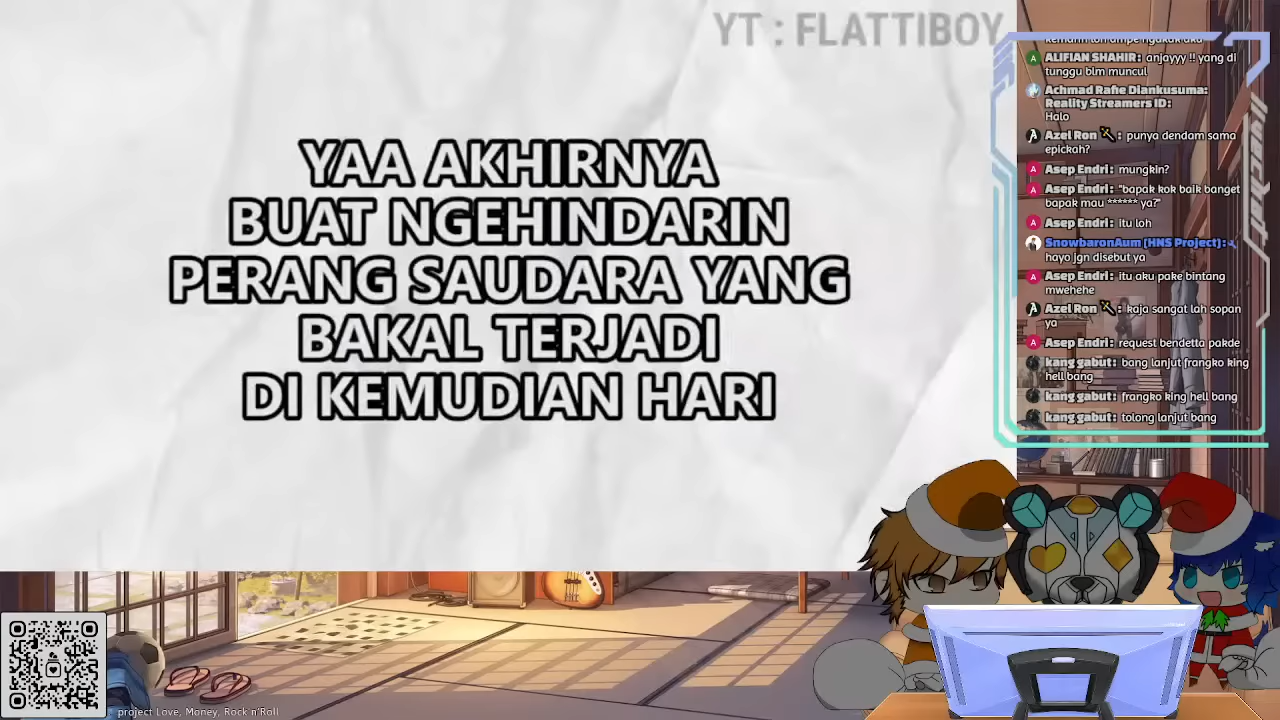 YT : FLATTIBOY
YAA AKHIRNYA
BUAT NGEHINDARIN
PERANG SAUDARA YANG
BAKAL TERJADI
DI KEMUDIAN HARI
ALIFIAN SHAHIR: anjayyy !! yang di
tunggu blm muncul
Achmad Rafie Diankusuma:
Reality Streamers ID:
Halo
Azel Ron : punya dendam sama
epickah?
Asep Endri: mungkin?
Asep Endri: "bapak kok baik banget
bapak mau ****** ya?"
Asep Endri: itu loh
SnowbaronAum [HNS Project]:
hayo jgn disebut ya
Asep Endri: itu aku pake bintang
mwehehe
Azel Ron : kaja sangat lah sopan
ya
Asep Endri: request bendetta pakde
kang gabut: bang lanjut frangko king
hell bang
kang gabut: frangko king hell bang
kang gabut: tolong lanjut bang
project Love, Money, Rock n'Roll